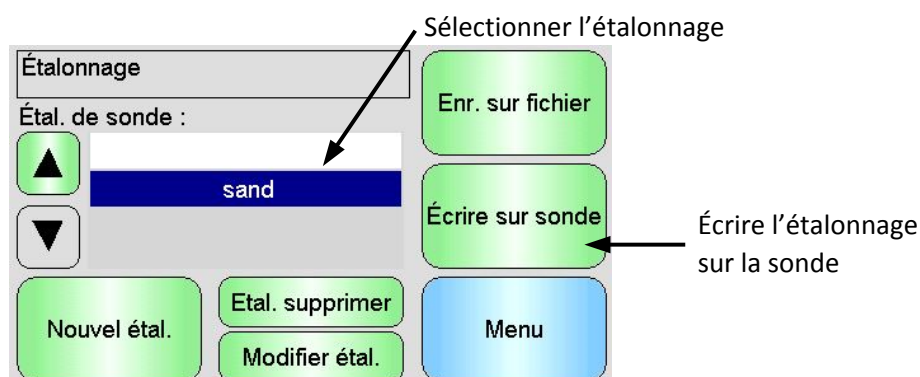 Sélectionner l’étalonnage
Étalonnage
Étal. de sonde :
sand
Enr. sur fichier
Écrire sur sonde
Écrire l’étalonnage
sur la sonde
Nouvel étal.
Etal. supprimer
Modifier étal.
Menu